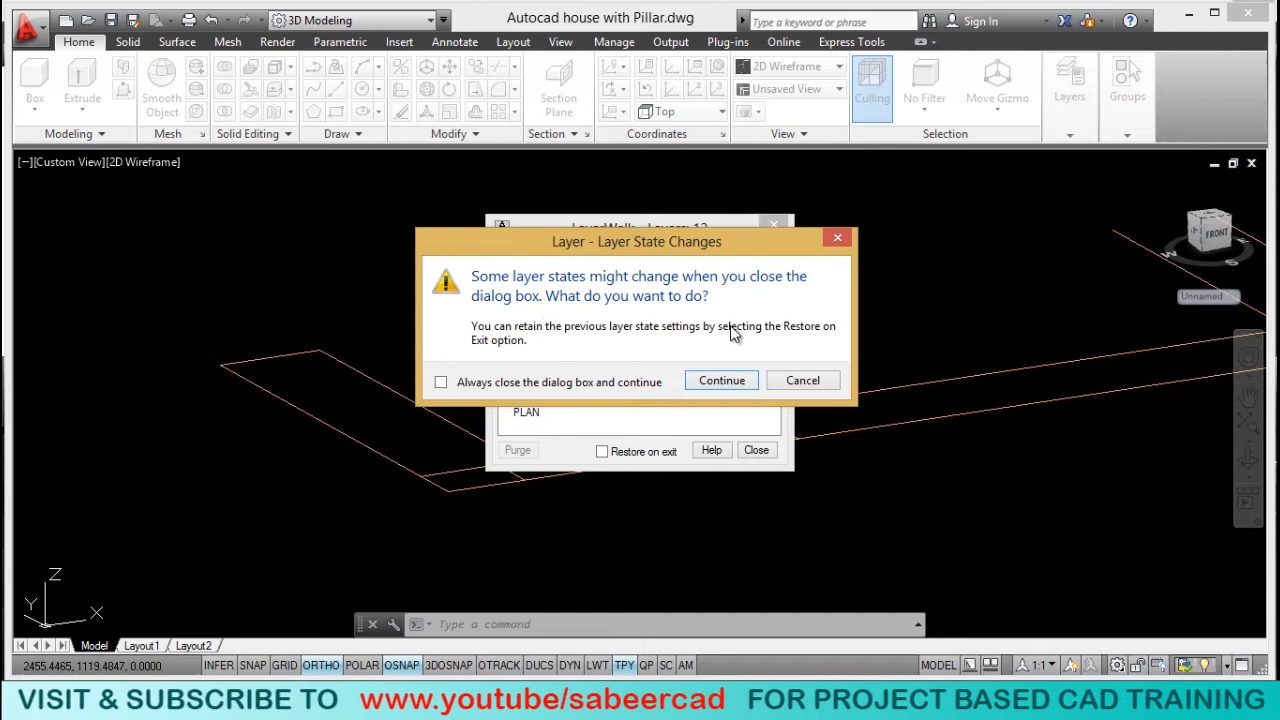 3D Modeling
Autocad house with Pillar.dwg
Type a keyword or phrase
Sign In
Home Solid Surface Mesh Render Parametric Insert Annotate Layout View Manage Output Plug-ins Online Express Tools
Box
Extrude
Smooth
Object
Section
Plane
Top
2D Wireframe
Unsaved View
Culling
No Filter
Move Gizmo
Layers
Groups
Modeling Mesh Solid Editing Draw Modify Section Coordinates View Selection
[−][Custom View][2D Wireframe]
FRONT
Unnamed
Layer - Layer State Changes
Some layer states might change when you close the
dialog box. What do you want to do?
You can retain the previous layer state settings by selecting the Restore on
Exit option.
Always close the dialog box and continue
Continue
Cancel
PLAN
Purge
Restore on exit
Help
Close
Z
Y
X
Type a command
Model Layout1 Layout2
2455.4465, 1119.4847, 0.0000 INFER SNAP GRID ORTHO POLAR OSNAP 3DOSNAP OTRACK DUCS DYN LWT TPY QP SC AM MODEL 1:1
VISIT & SUBSCRIBE TO www.youtube/sabeercad FOR PROJECT BASED CAD TRAINING